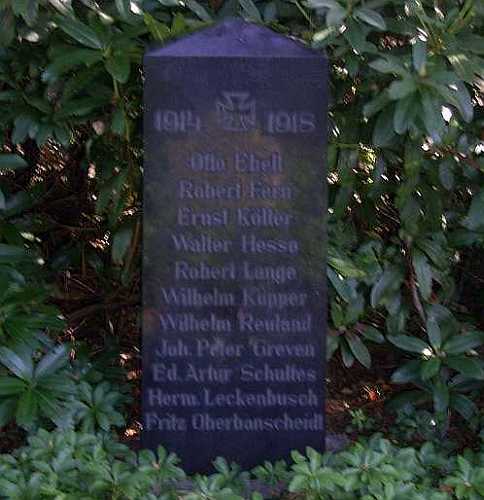 1914 1918
Otto Ebell
Robert Fern
Ernst Köller
Walter Hesse
Robert Lange
Wilhelm Küpper
Wilhelm Reuland
Joh. Peter Greven
Ed. Artur Schultes
Herm. Leckenbusch
Fritz Oberbanscheidt